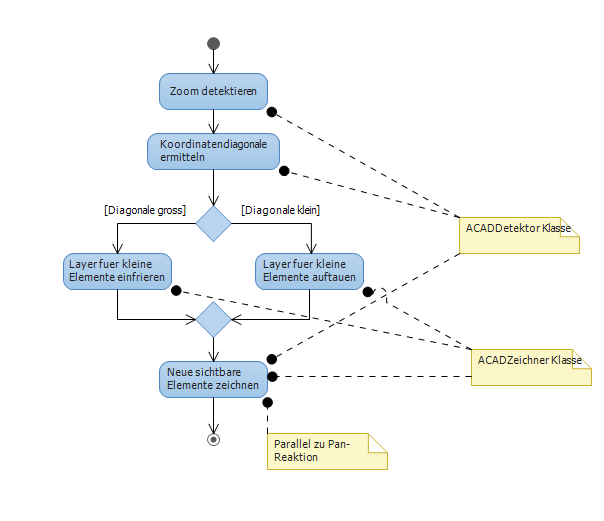 Zoom detektieren
Koordinatendiagonale
ermitteln
[Diagonale gross]
[Diagonale klein]
ACADDetektor Klasse
Layer fuer kleine
Elemente einfrieren
Layer fuer kleine
Elemente auftauen
ACADZeichner Klasse
Neue sichtbare
Elemente zeichnen
Parallel zu Pan-
Reaktion